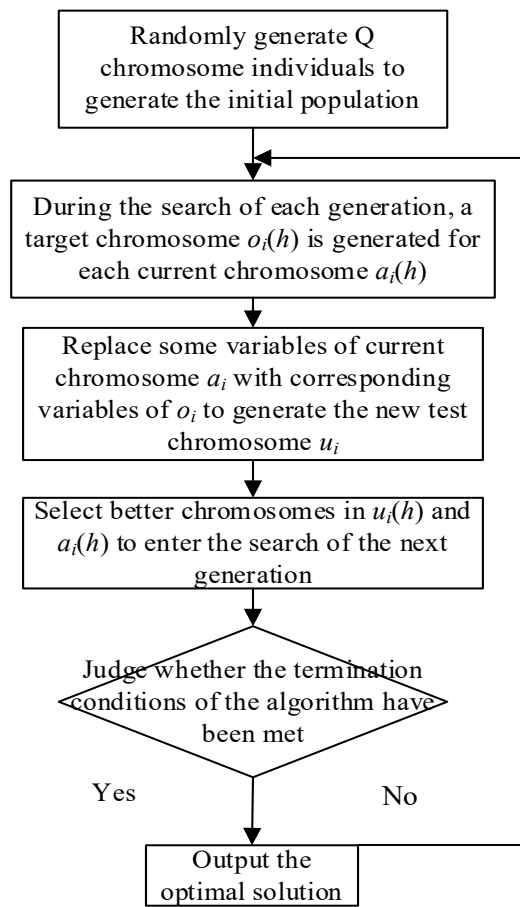 Randomly generate Q
chromosome individuals to
generate the initial population
During the search of each generation, a
target chromosome oᵢ(h) is generated for
each current chromosome aᵢ(h)
Replace some variables of current
chromosome aᵢ with corresponding
variables of oᵢ to generate the new test
chromosome uᵢ
Select better chromosomes in uᵢ(h) and
aᵢ(h) to enter the search of the next
generation
Judge whether the termination
conditions of the algorithm have
been met
Yes
No
Output the
optimal solution